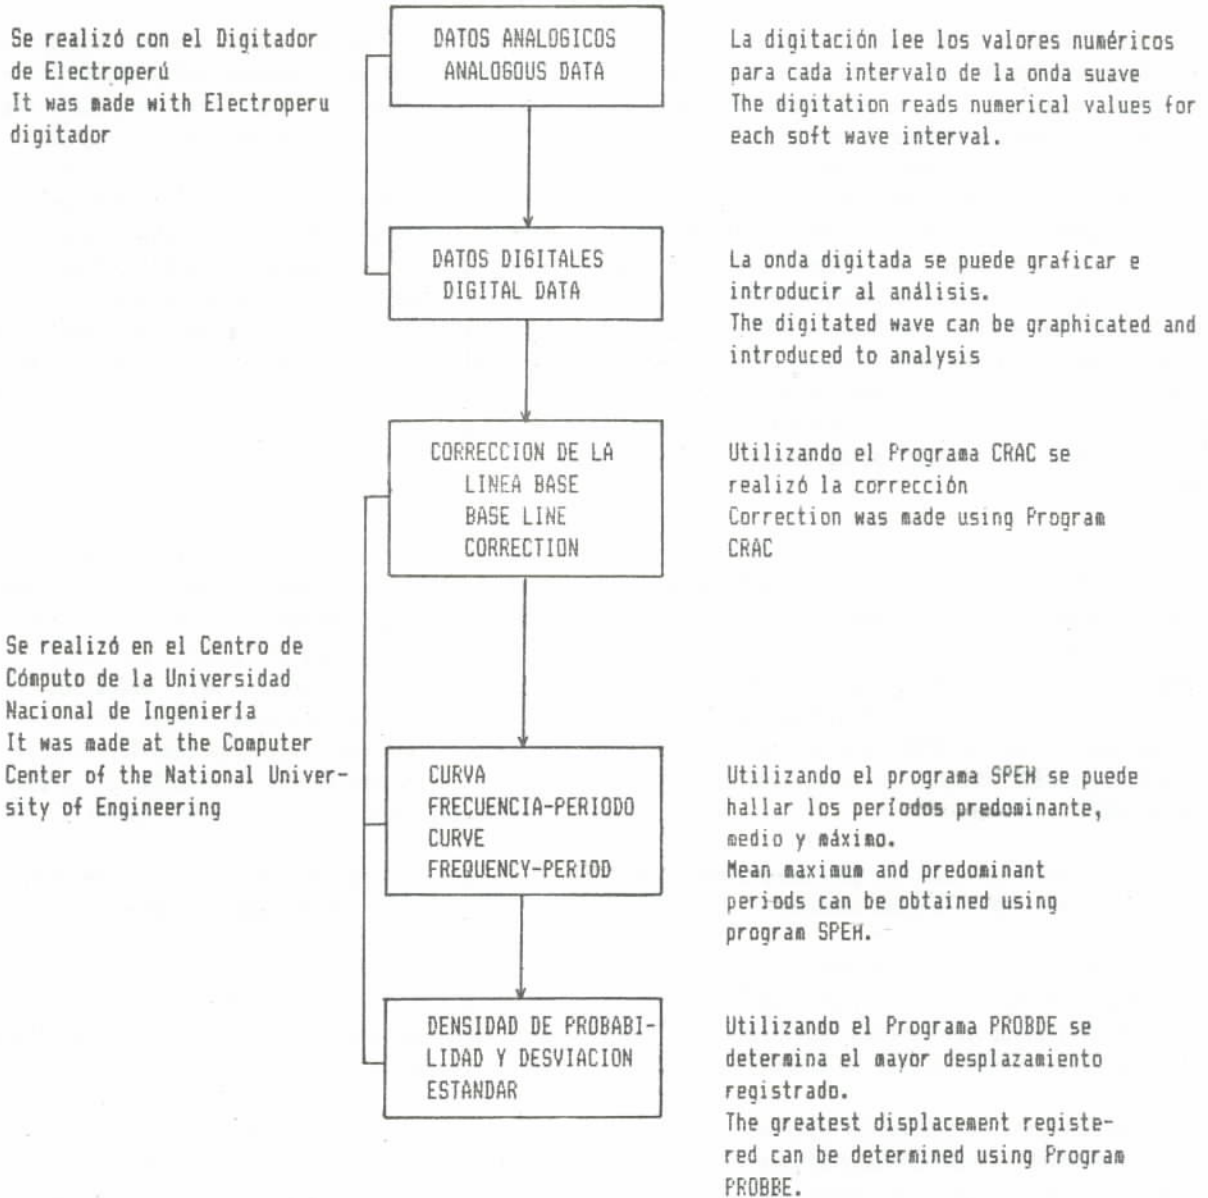 Se realizó con el Digitador
de Electroperú
It was made with Electroperu
digitador
DATOS ANALOGICOS
ANALOGOUS DATA
La digitación lee los valores numéricos
para cada intervalo de la onda suave
The digitation reads numerical values for
each soft wave interval.
DATOS DIGITALES
DIGITAL DATA
La onda digitada se puede graficar e
introducir al análisis.
The digitated wave can be graphicated and
introduced to analysis
CORRECCION DE LA
LINEA BASE
BASE LINE
CORRECTION
Utilizando el Programa CRAC se
realizó la corrección
Correction was made using Program
CRAC
Se realizó en el Centro de
Cómputo de la Universidad
Nacional de Ingeniería
It was made at the Computer
Center of the National Univer-
sity of Engineering
CURVA
FRECUENCIA-PERIODO
CURVE
FREQUENCY-PERIOD
Utilizando el programa SPEH se puede
hallar los períodos predominante,
medio y máximo.
Mean maximum and predominant
periods can be obtained using
program SPEH.
DENSIDAD DE PROBABI-
LIDAD Y DESVIACION
ESTANDAR
Utilizando el Programa PROBDE se
determina el mayor desplazamiento
registrado.
The greatest displacement registe-
red can be determined using Program
PROBBE.